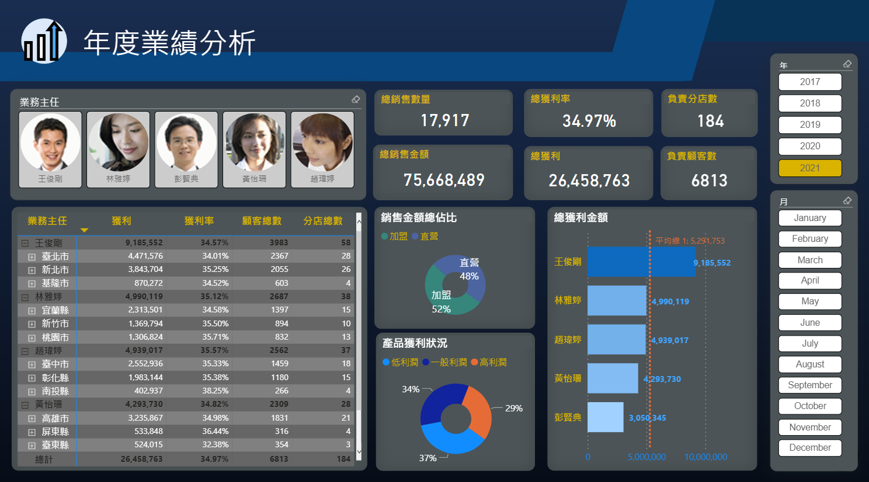 年度業績分析
業務主任
王俊剛 林雅婷 彭賢典 黃怡珊 趙瑋婷
總銷售數量
17,917
總獲利率
34.97%
負責分店數
184
總銷售金額
75,668,489
總獲利
26,458,763
負責顧客數
6813
年
2017
2018
2019
2020
2021
月
January
February
March
April
May
June
July
August
September
October
November
December
業務主任 獲利 獲利率 顧客總數 分店總數
王俊剛 9,185,552 34.57% 3983 58
臺北市 4,471,576 34.01% 2367 28
新北市 3,843,704 35.25% 2055 26
基隆市 870,272 34.52% 603 4
林雅婷 4,990,119 35.12% 2687 38
宜蘭縣 2,313,501 34.58% 1397 15
新竹市 1,369,794 35.50% 894 10
桃園市 1,306,824 35.71% 832 13
趙瑋婷 4,939,017 35.57% 2562 37
臺中市 2,552,936 35.33% 1459 18
彰化縣 1,983,144 35.38% 1180 15
南投縣 402,937 38.25% 266 4
黃怡珊 4,293,730 34.82% 2309 28
高雄市 3,235,867 34.98% 1831 21
屏東縣 533,848 36.44% 316 4
臺東縣 524,015 32.38% 354 3
總計 26,458,763 34.97% 6813 184
銷售金額總佔比
加盟 直營
直營
48%
加盟
52%
產品獲利狀況
低利潤 一般利潤 高利潤
34%
29%
37%
總獲利金額
平均線 1: 5,291,753
王俊剛 9,185,552
林雅婷 4,990,119
趙瑋婷 4,939,017
黃怡珊 4,293,730
彭賢典 3,050,345
0 5,000,000 10,000,000